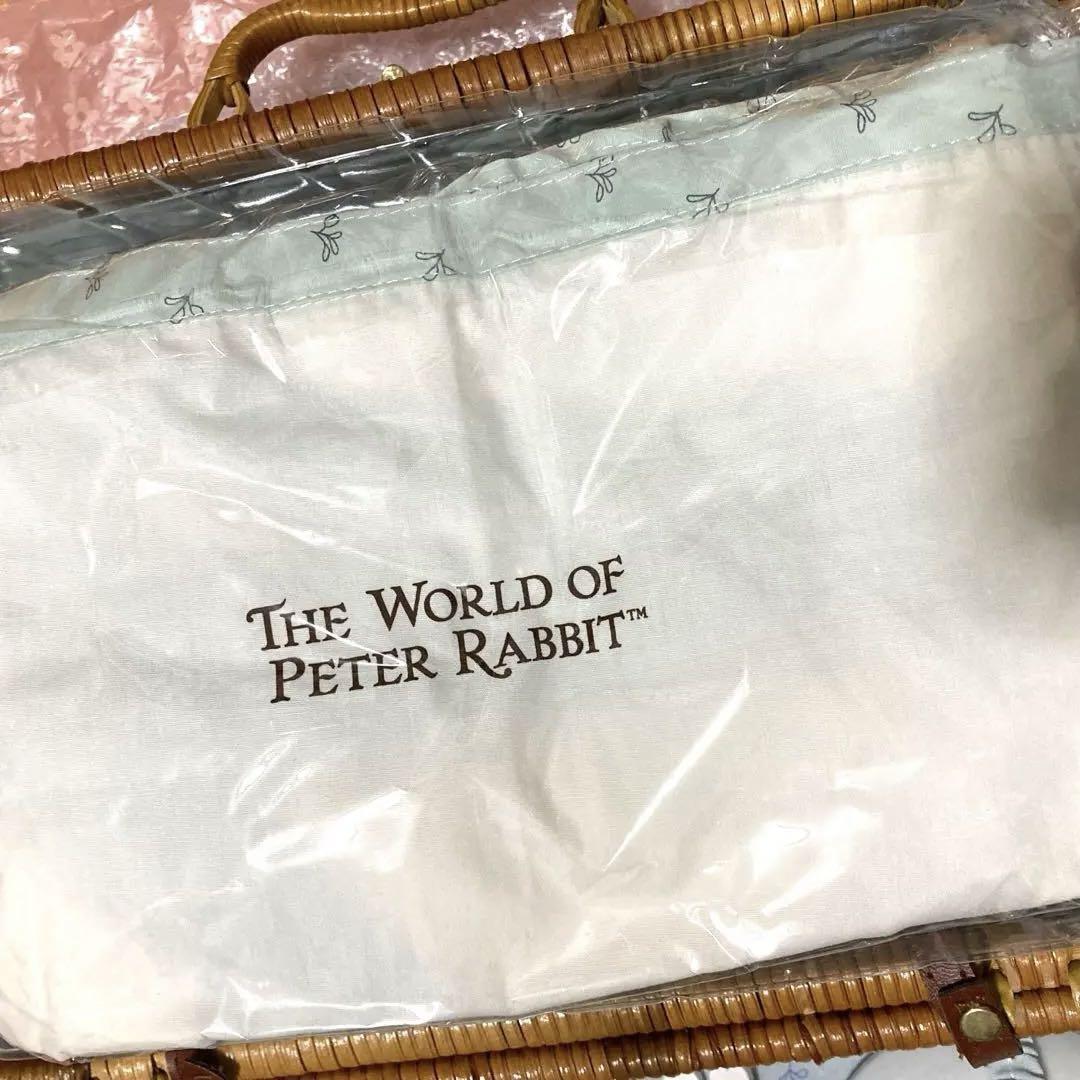 THE WORLD OF
PETER RABBIT™